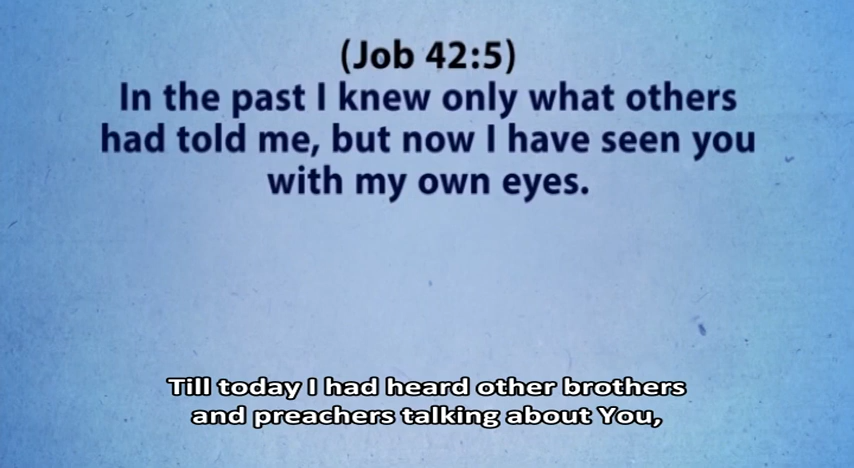 (Job 42:5)
In the past I knew only what others
had told me, but now I have seen you
with my own eyes.
Till today I had heard other brothers
and preachers talking about You,